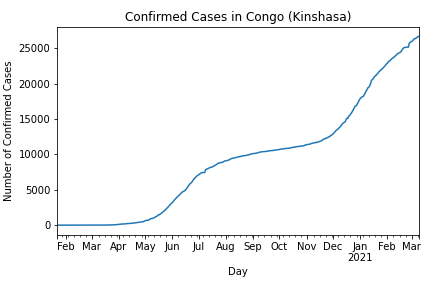 Confirmed Cases in Congo (Kinshasa)
Number of Confirmed Cases
25000
20000
15000
10000
5000
0
Feb Mar Apr May Jun Jul Aug Sep Oct Nov Dec Jan Feb Mar
2021
Day